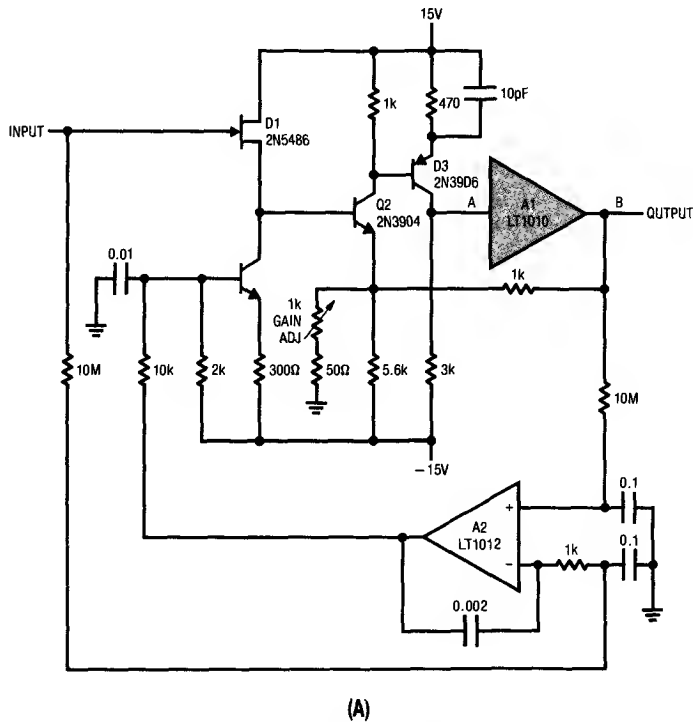 15V
1k
470
10pF
INPUT
D1
2N5486
D3
2N39D6
Q2
2N3904
A
A1
LT1010
B
QUTPUT
0.01
1k
GAIN
ADJ
1k
10M
10k
2k
300Ω
50Ω
5.6k
3k
10M
−15V
A2
LT1012
+
−
0.1
1k
0.1
0.002
(A)